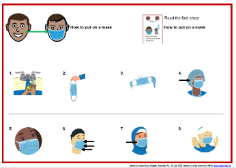 How to put on a mask
Read the fact sheet
How to put on a mask
1.
2.
3.
4.
5.
6.
7.
8.